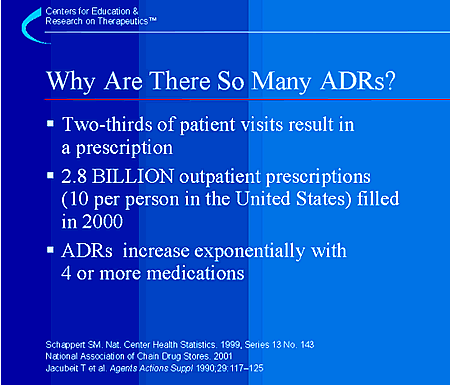 Centers for Education &
Research on Therapeutics™
Why Are There So Many ADRs?
▪ Two-thirds of patient visits result in
a prescription
▪ 2.8 BILLION outpatient prescriptions
(10 per person in the United States) filled
in 2000
▪ ADRs increase exponentially with
4 or more medications
Schappert SM. Nat. Center Health Statistics. 1999, Series 13 No. 143
National Association of Chain Drug Stores. 2001
Jacubeit T et al. Agents Actions Suppl 1990;29:117–125